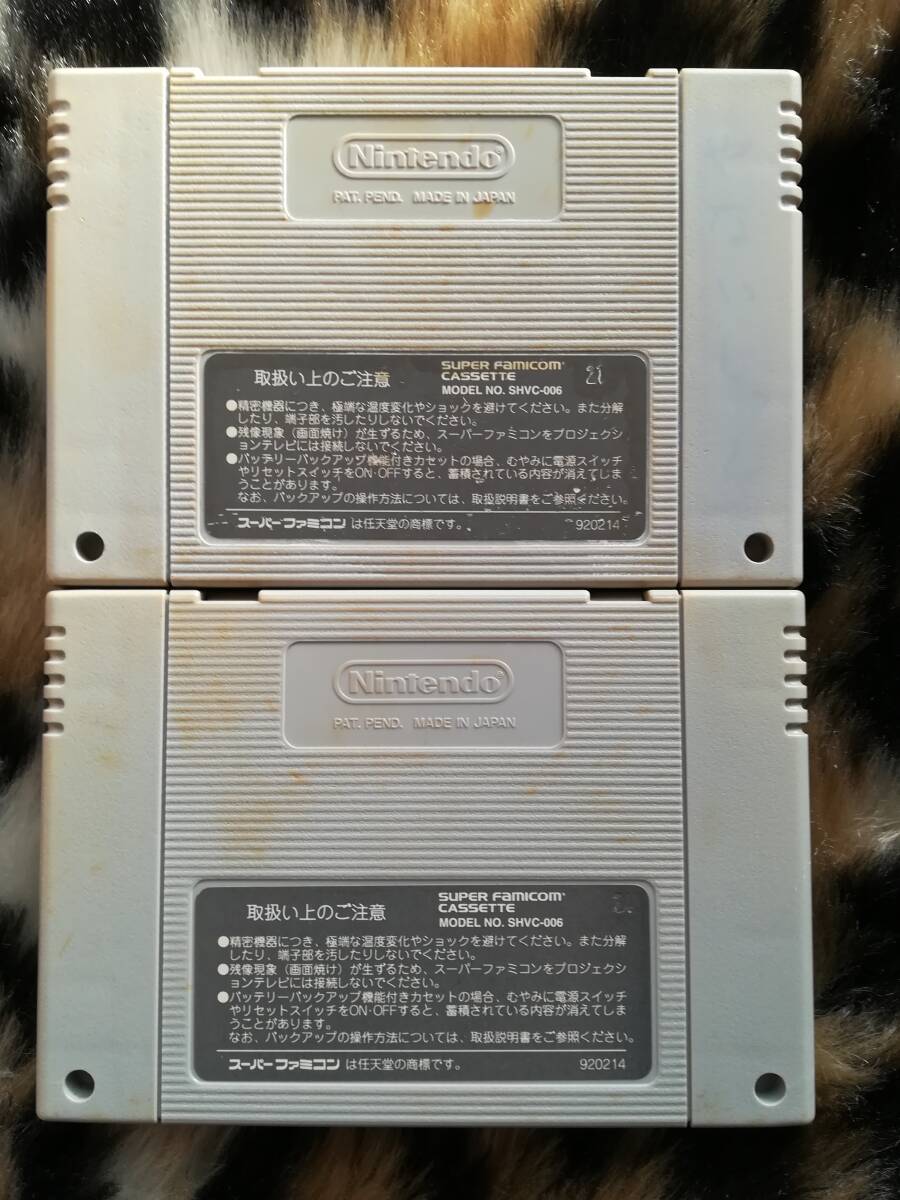 Nintendo
PAT. PEND. MADE IN JAPAN
取扱い上のご注意
SUPER Famicom
CASSETTE
MODEL NO. SHVC-006
21
●精密機器につき、極端な温度変化やショックを避けてください。また分解
したり、端子部を汚したりしないでください。
●残像現象(画面焼け)が生ずるため、スーパーファミコンをプロジェクシ
ョンテレビには接続しないでください。
●バッテリーバックアップ機能付きカセットの場合、むやみに電源スイッチ
やリセットスイッチをON・OFFすると、蓄積されている内容が消えてしま
うことがあります。
なお、バックアップの操作方法については、取扱説明書をご参照ください。
スーパーファミコン は任天堂の商標です。
920214
Nintendo
PAT. PEND. MADE IN JAPAN
取扱い上のご注意
SUPER Famicom
CASSETTE
MODEL NO. SHVC-006
●精密機器につき、極端な温度変化やショックを避けてください。また分解
したり、端子部を汚したりしないでください。
●残像現象(画面焼け)が生ずるため、スーパーファミコンをプロジェクシ
ョンテレビには接続しないでください。
●バッテリーバックアップ機能付きカセットの場合、むやみに電源スイッチ
やリセットスイッチをON・OFFすると、蓄積されている内容が消えてしま
うことがあります。
なお、バックアップの操作方法については、取扱説明書をご参照ください。
スーパーファミコン は任天堂の商標です。
920214